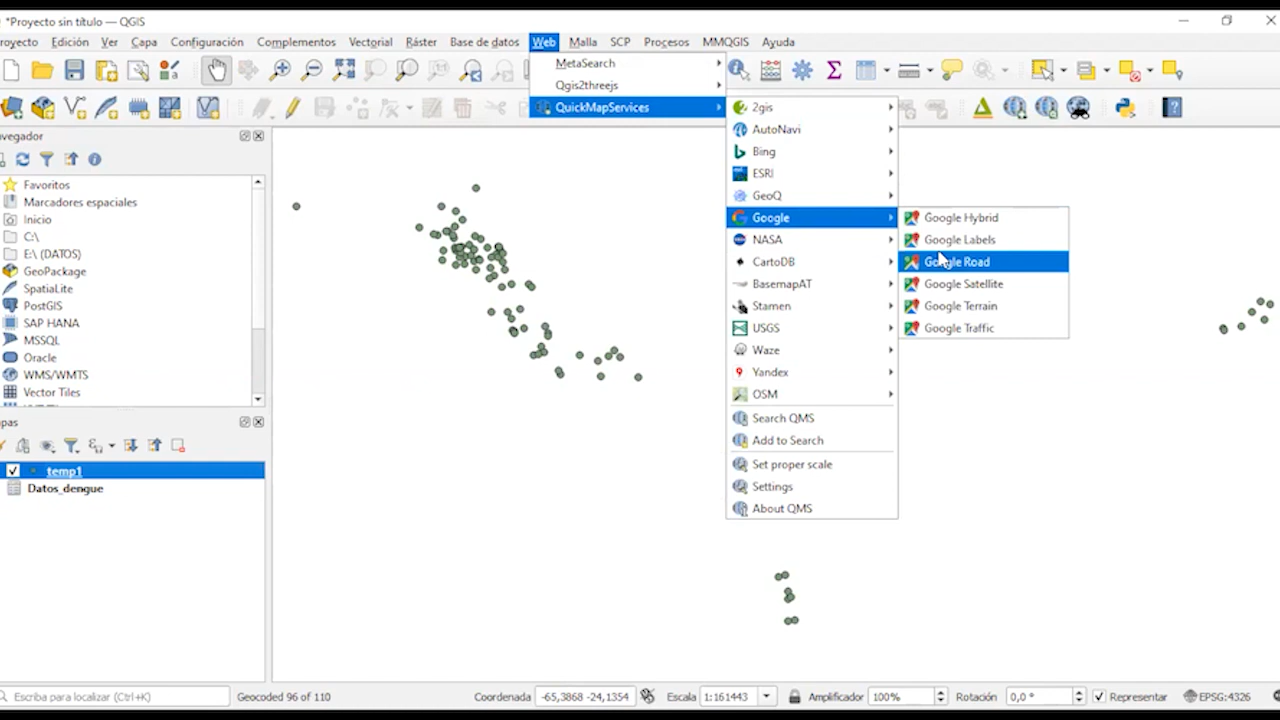 *Proyecto sin título — QGIS
royecto Edición Ver Capa Configuración Complementos Vectorial Ráster Base de datos Web Malla SCP Procesos MMQGIS Ayuda
MetaSearch
Qgis2threejs
QuickMapServices
2gis
AutoNavi
Bing
ESRI
GeoQ
Google
NASA
CartoDB
BasemapAT
Stamen
USGS
Waze
Yandex
OSM
Search QMS
Add to Search
Set proper scale
Settings
About QMS
Google Hybrid
Google Labels
Google Road
Google Satellite
Google Terrain
Google Traffic
avegador
Favoritos
Marcadores espaciales
Inicio
C:\
E:\ (DATOS)
GeoPackage
SpatiaLite
PostGIS
SAP HANA
MSSQL
Oracle
WMS/WMTS
Vector Tiles
apas
temp1
Datos_dengue
Escriba para localizar (Ctrl+K) Geocoded 96 of 110 Coordenada -65,3868 -24,1354 Escala 1:161443 Amplificador 100% Rotación 0,0 ° Representar EPSG:4326